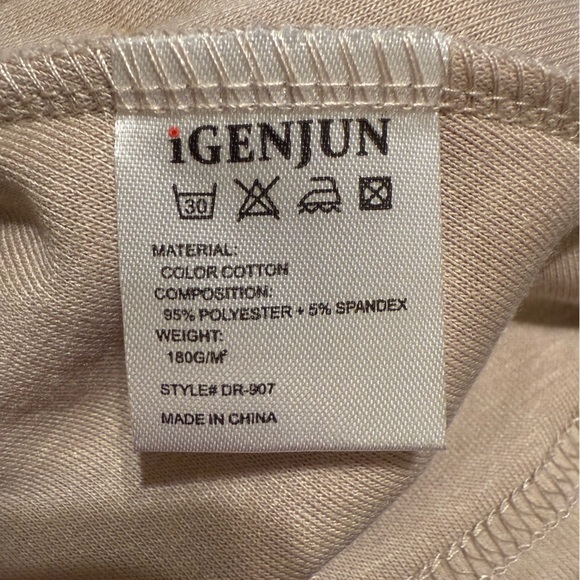 iGENJUN
30
MATERIAL:
COLOR COTTON
COMPOSITION:
95% POLYESTER + 5% SPANDEX
WEIGHT:
180G/M²
STYLE# DR-907
MADE IN CHINA